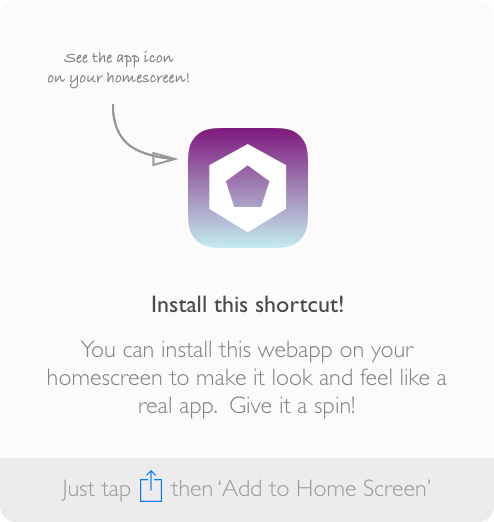 See the app icon
on your homescreen!
Install this shortcut!
You can install this webapp on your
homescreen to make it look and feel like a
real app. Give it a spin!
Just tap then ‘Add to Home Screen’